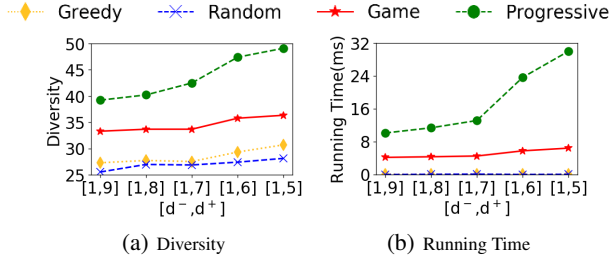 Greedy Random Game Progressive
50
45
40
35
30
25
Diversity
[1,9] [1,8] [1,7] [1,6] [1,5]
[d⁻,d⁺]
(a) Diversity
32
24
16
8
0
Running Time(ms)
[1,9] [1,8] [1,7] [1,6] [1,5]
[d⁻,d⁺]
(b) Running Time